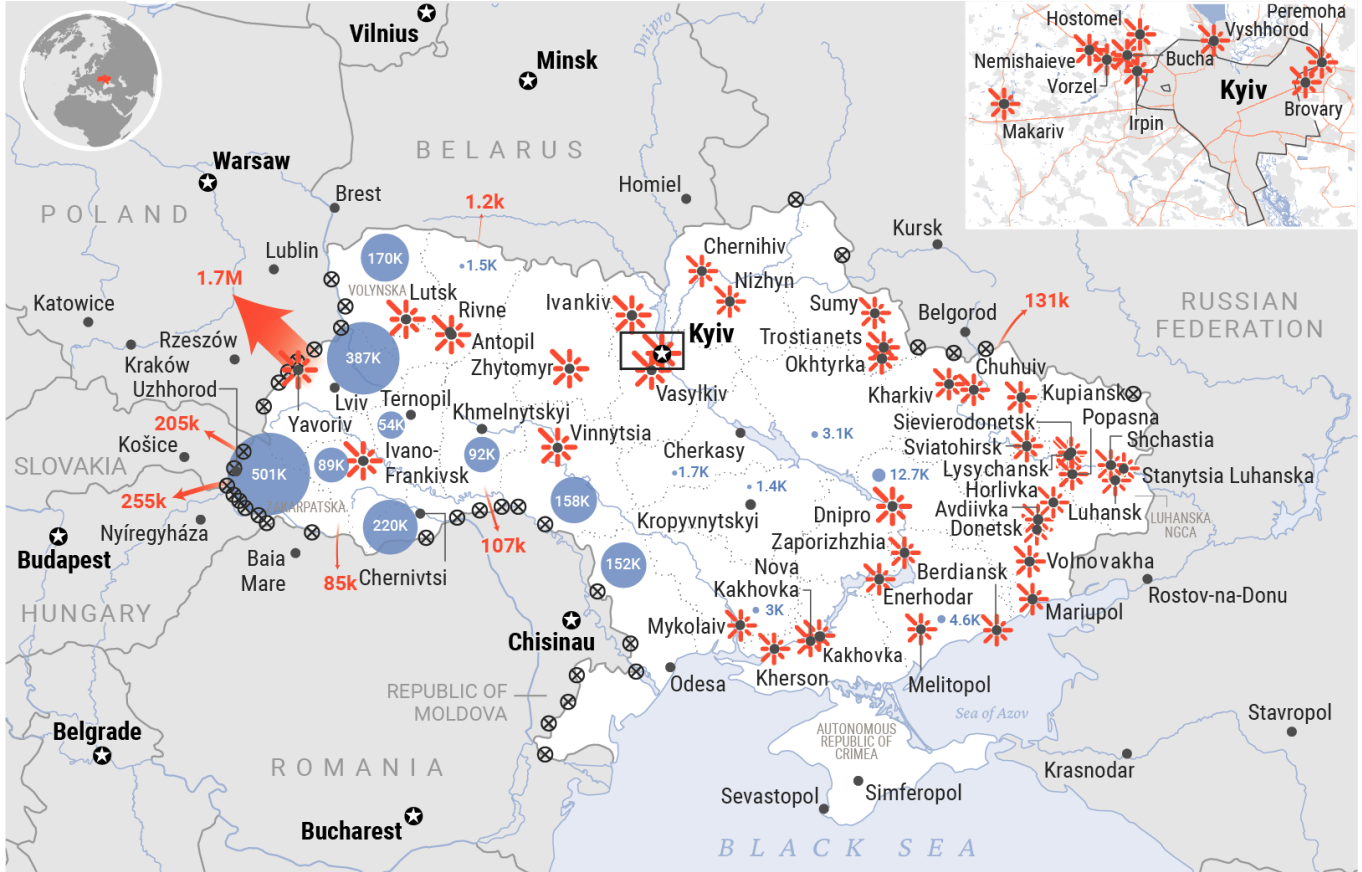 Vilnius
Minsk
Dnipro
Warsaw
BELARUS
POLAND
Brest
Homiel
1.2k
Lublin
Kursk
170K
1.5K
Chernihiv
1.7M
VOLYNSKA
Nizhyn
Lutsk
Rivne
Ivankiv
Sumy
Belgorod
131k
RUSSIAN
FEDERATION
Katowice
Kyiv
Trostianets
Rzeszów
387K
Antopil
Okhtyrka
Kraków
Zhytomyr
Chuhuiv
Uzhhorod
Vasylkiv
Kharkiv
Kupiansk
Lviv
Ternopil
Popasna
Yavoriv
Khmelnytskyi
Sievierodonetsk
205k
54K
Vinnytsia
3.1K
Sviatohirsk
Shchastia
Košice
Cherkasy
SLOVAKIA
501K
89K
Ivano-
Frankivsk
92K
1.7K
12.7K
Lysychansk
Stanytsia Luhanska
255k
1.4K
Horlivka
ZAKARPATSKA
158K
Avdiivka
Luhansk
Nyíregyháza
220K
Kropyvnytskyi
Dnipro
Donetsk
LUHANSKA
NGCA
Budapest
107k
Zaporizhzhia
Baia
Mare
85k
Chernivtsi
152K
Nova
Kakhovka
Berdiansk
Volnovakha
HUNGARY
Enerhodar
Rostov-na-Donu
Chisinau
Mykolaiv
3K
4.6K
Mariupol
Kakhovka
Kherson
Melitopol
Odesa
REPUBLIC OF
MOLDOVA
Sea of Azov
Stavropol
Belgrade
AUTONOMOUS
REPUBLIC OF
CRIMEA
ROMANIA
Krasnodar
Sevastopol
Simferopol
Bucharest
BLACK SEA
Hostomel
Peremoha
Vyshhorod
Nemishaieve
Bucha
Vorzel
Kyiv
Brovary
Makariv
Irpin